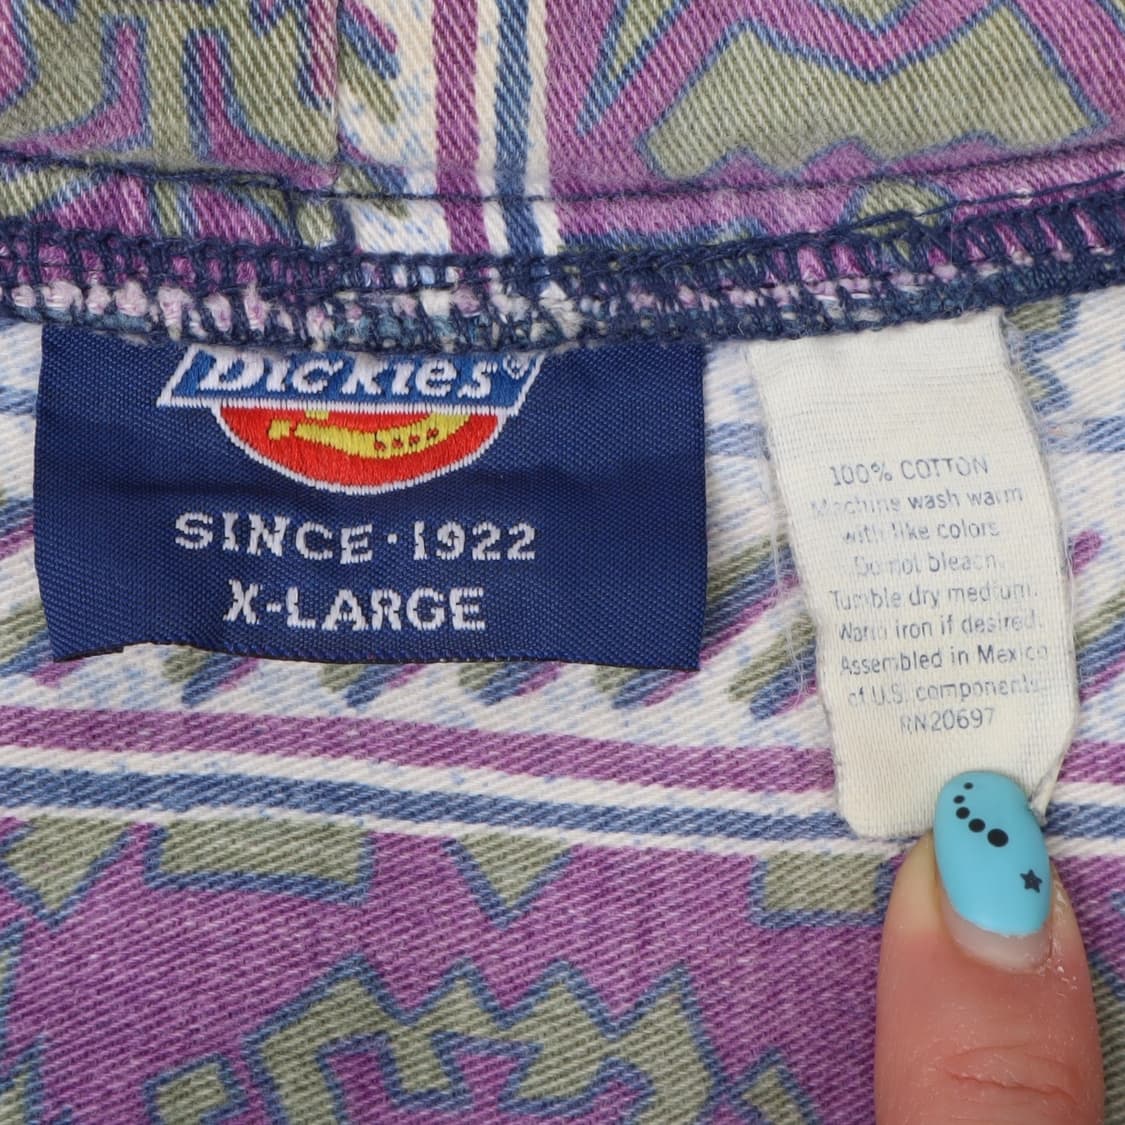 Dickies®
SINCE·1922
X-LARGE
100% COTTON
Machine wash warm
with like colors
Do not bleach.
Tumble dry medium.
Warm iron if desired.
Assembled in Mexico
of U.S. components.
RN20697